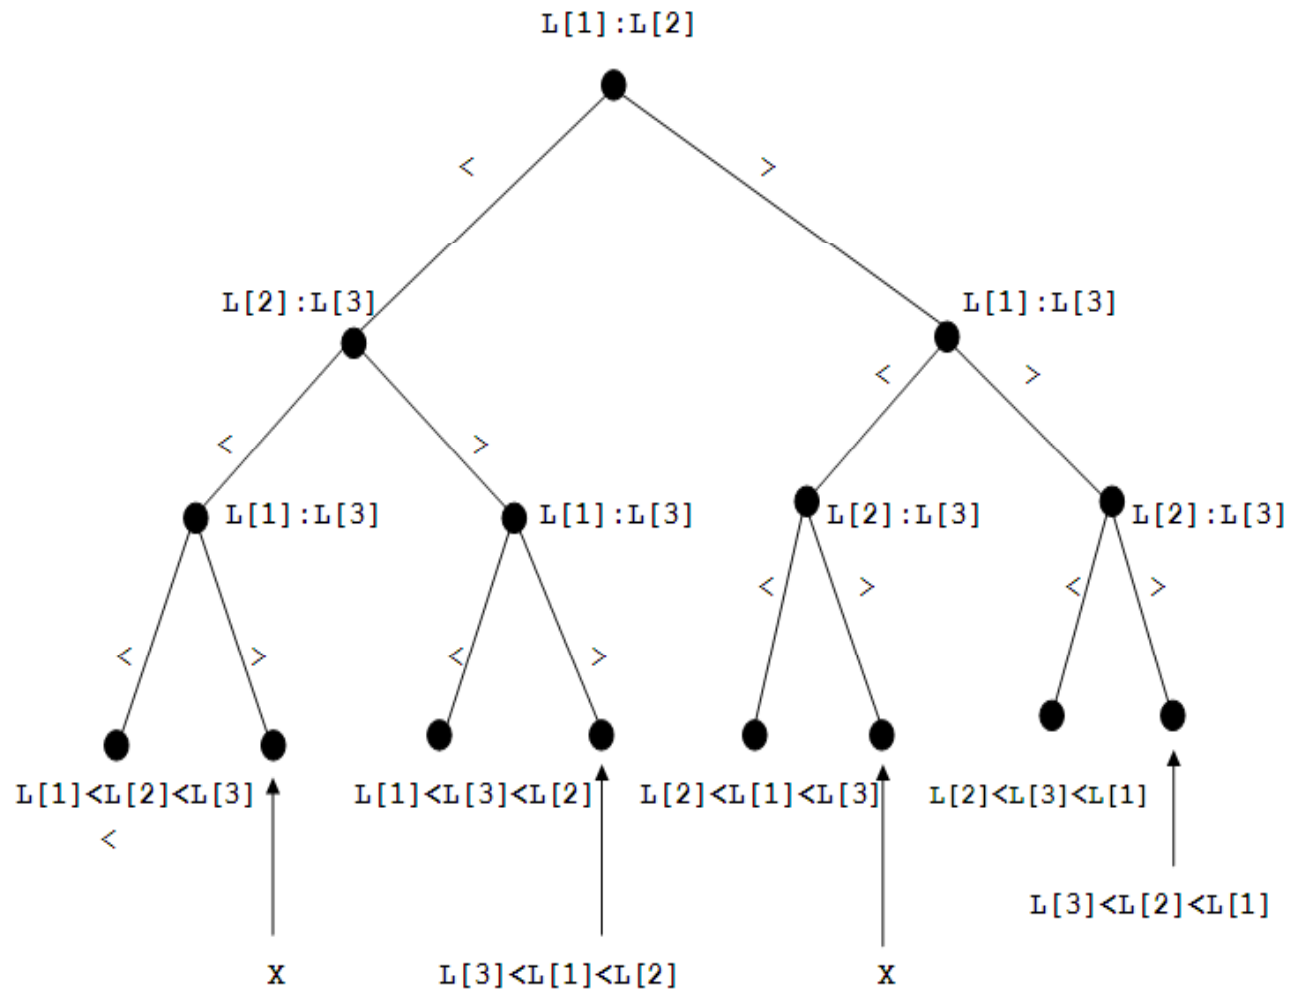 L[1]:L[2]
< >
L[2]:L[3] L[1]:L[3]
< >
< >
L[1]:L[3] L[1]:L[3] L[2]:L[3] L[2]:L[3]
< > < >
< > < >
L[1]<L[2]<L[3] L[1]<L[3]<L[2] L[2]<L[1]<L[3] L[2]<L[3]<L[1]
<
L[3]<L[2]<L[1]
X L[3]<L[1]<L[2] X